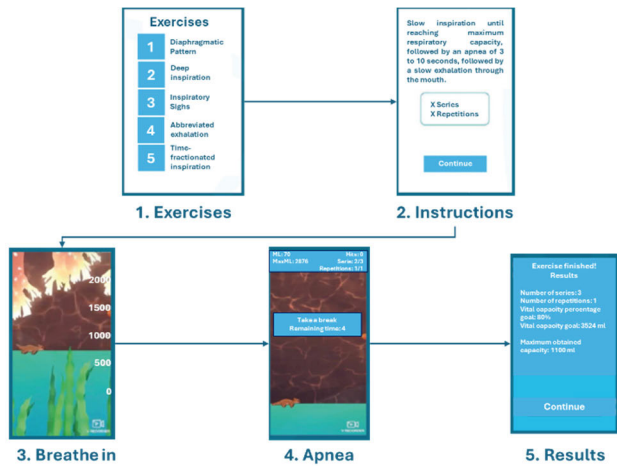 Exercises
1 Diaphragmatic
Pattern
2 Deep
inspiration
3 Inspiratory
Sighs
4 Abbreviated
exhalation
5 Time-
fractionated
inspiration
1. Exercises
Slow inspiration until
reaching maximum
respiratory capacity,
followed by an apnea of 3
to 10 seconds, followed by
a slow exhalation through
the mouth.
X Series
X Repetitions
Continue
2. Instructions
2000
1500
1000
500
0
3. Breathe in
ML: 70 Hits: 0
Serie: 2/3
Repetitions: 1/1
Take a break
Remaining time: 4
4. Apnea
Exercise finished!
Results
Number of series: 3
Number of repetitions: 1
Vital capacity percentage
goal: 80%
Vital capacity goal: 3524 ml
Maximum obtained
capacity: 1100 ml
Continue
5. Results